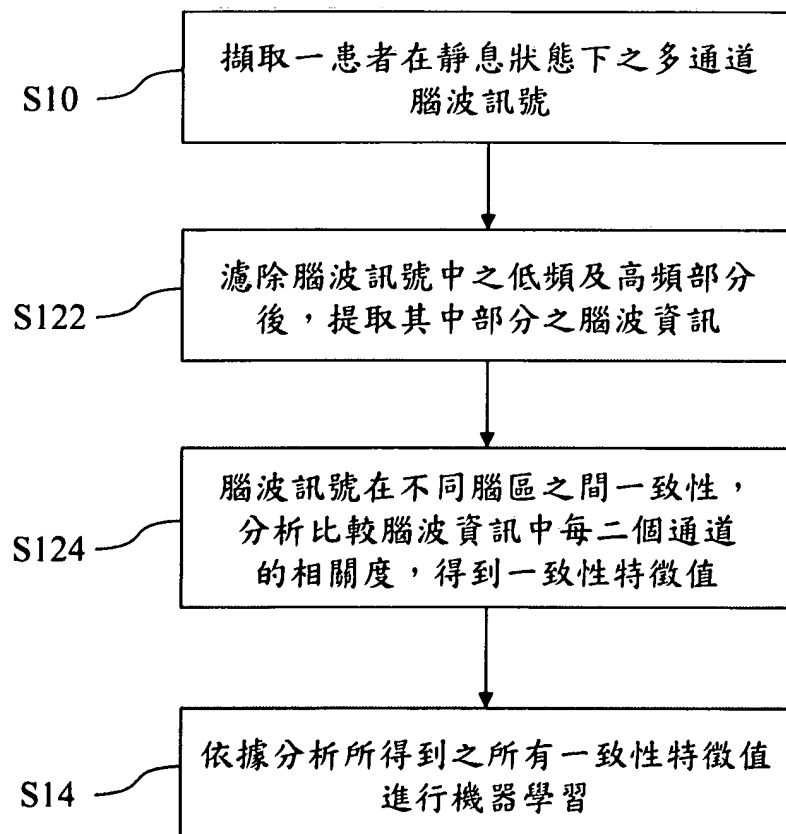 S10
擷取一患者在靜息狀態下之多通道
腦波訊號
S122
濾除腦波訊號中之低頻及高頻部分
後，提取其中部分之腦波資訊
S124
腦波訊號在不同腦區之間一致性，
分析比較腦波資訊中每二個通道
的相關度，得到一致性特徵值
S14
依據分析所得到之所有一致性特徵值
進行機器學習